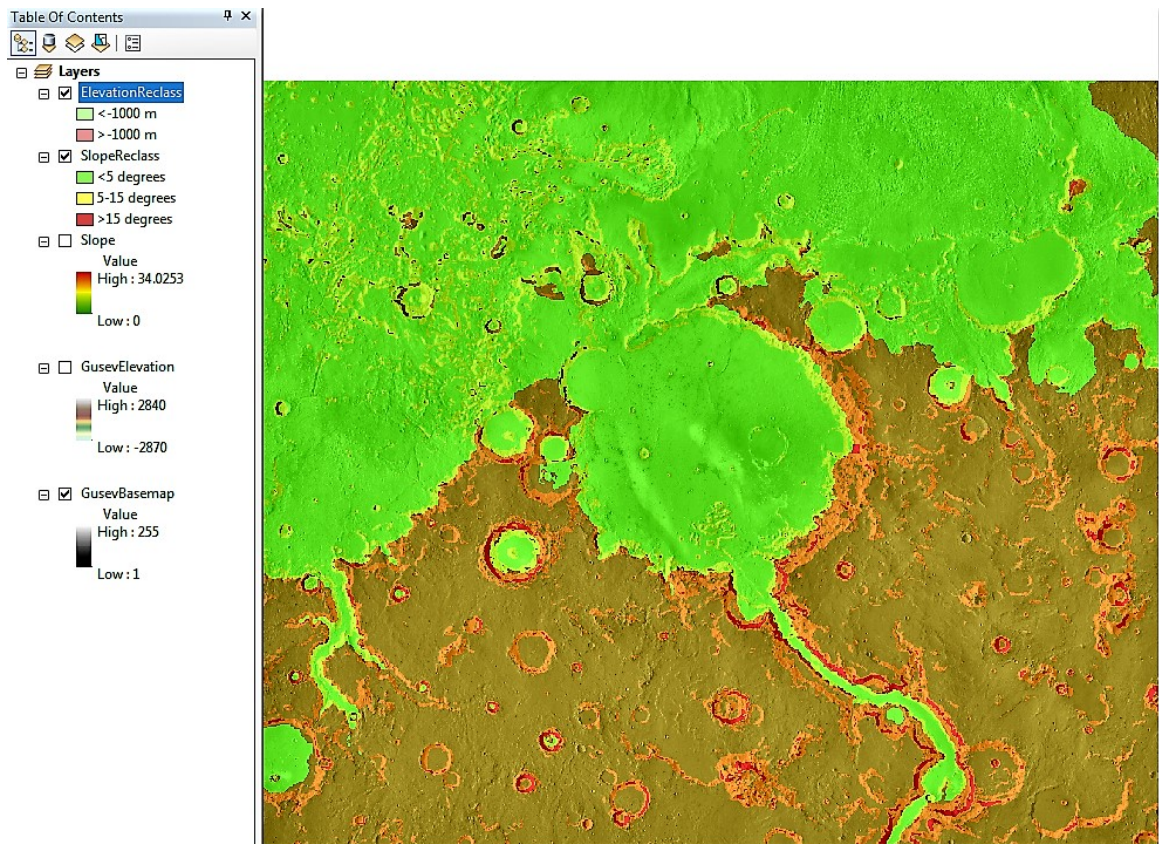 Table Of Contents
Layers
ElevationReclass
<-1000 m
>-1000 m
SlopeReclass
<5 degrees
5-15 degrees
>15 degrees
Slope
Value
High : 34.0253
Low : 0
GusevElevation
Value
High : 2840
Low : -2870
GusevBasemap
Value
High : 255
Low : 1